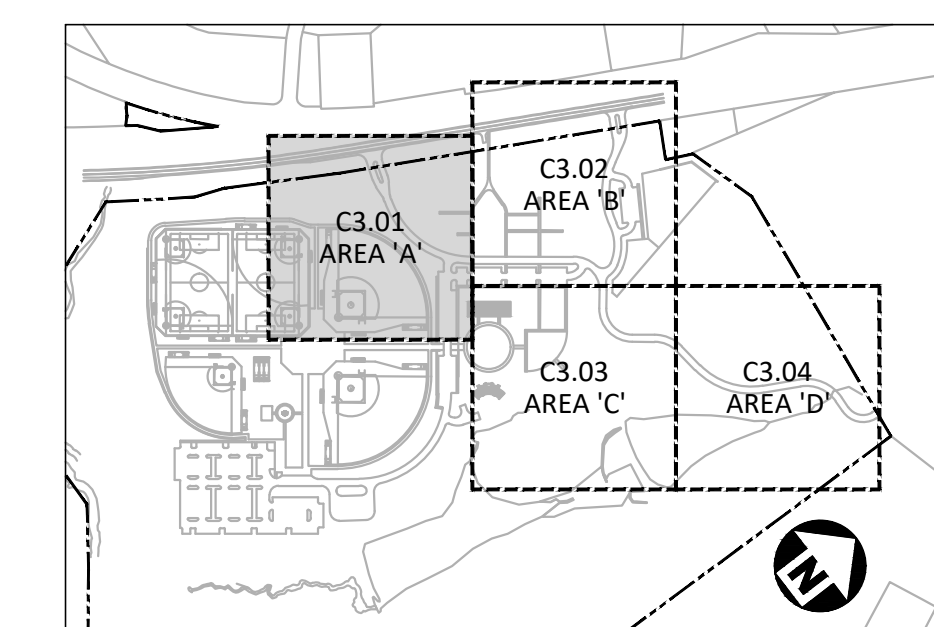 C3.01
AREA 'A'
C3.02
AREA 'B'
C3.03
AREA 'C'
C3.04
AREA 'D'
N